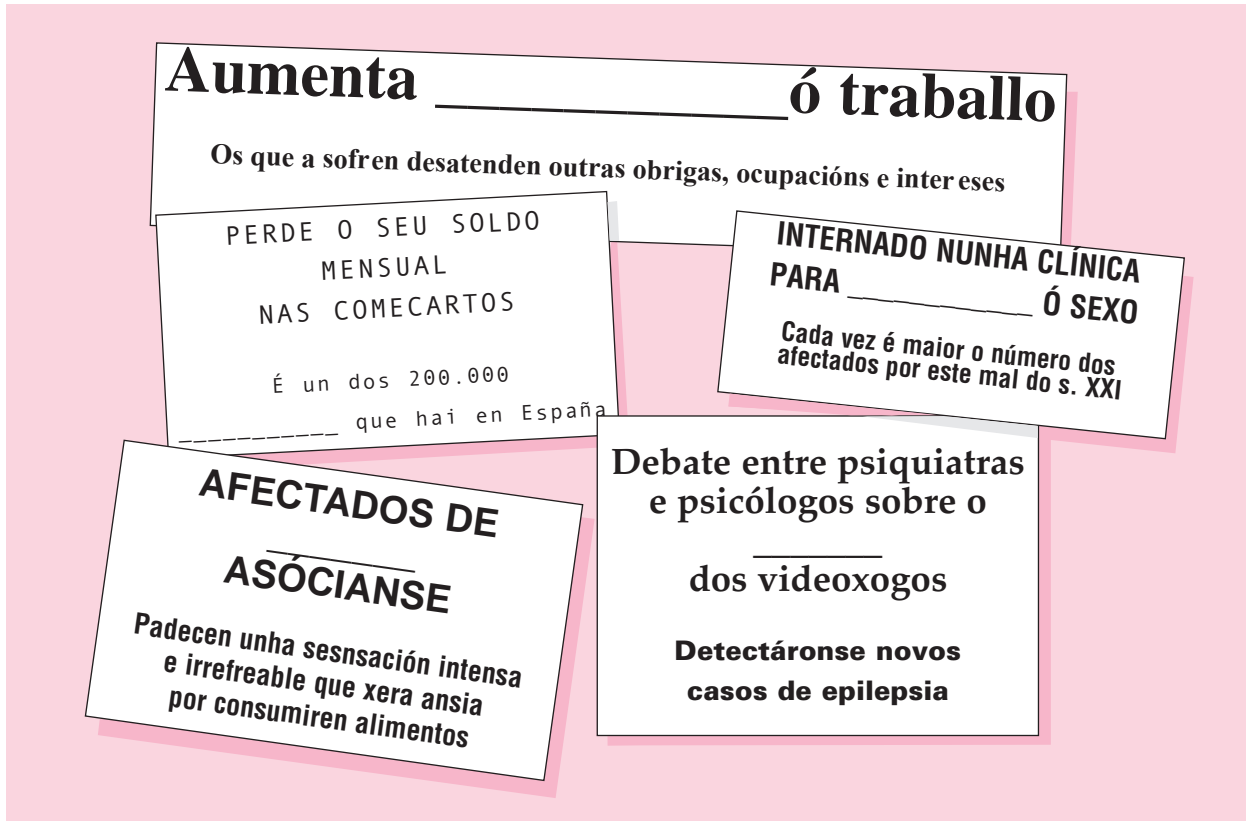 Aumenta ___________ó traballo
Os que a sofren desatenden outras obrigas, ocupacións e intereses
PERDE O SEU SOLDO
MENSUAL
NAS COMECARTOS
É un dos 200.000
___________ que hai en España
INTERNADO NUNHA CLÍNICA
PARA ____________ Ó SEXO
Cada vez é maior o número dos
afectados por este mal do s. XXI
AFECTADOS DE
________
ASÓCIANSE
Padecen unha sesnsación intensa
e irrefreable que xera ansia
por consumiren alimentos
Debate entre psiquiatras
e psicólogos sobre o
_______
dos videoxogos
Detectáronse novos
casos de epilepsia